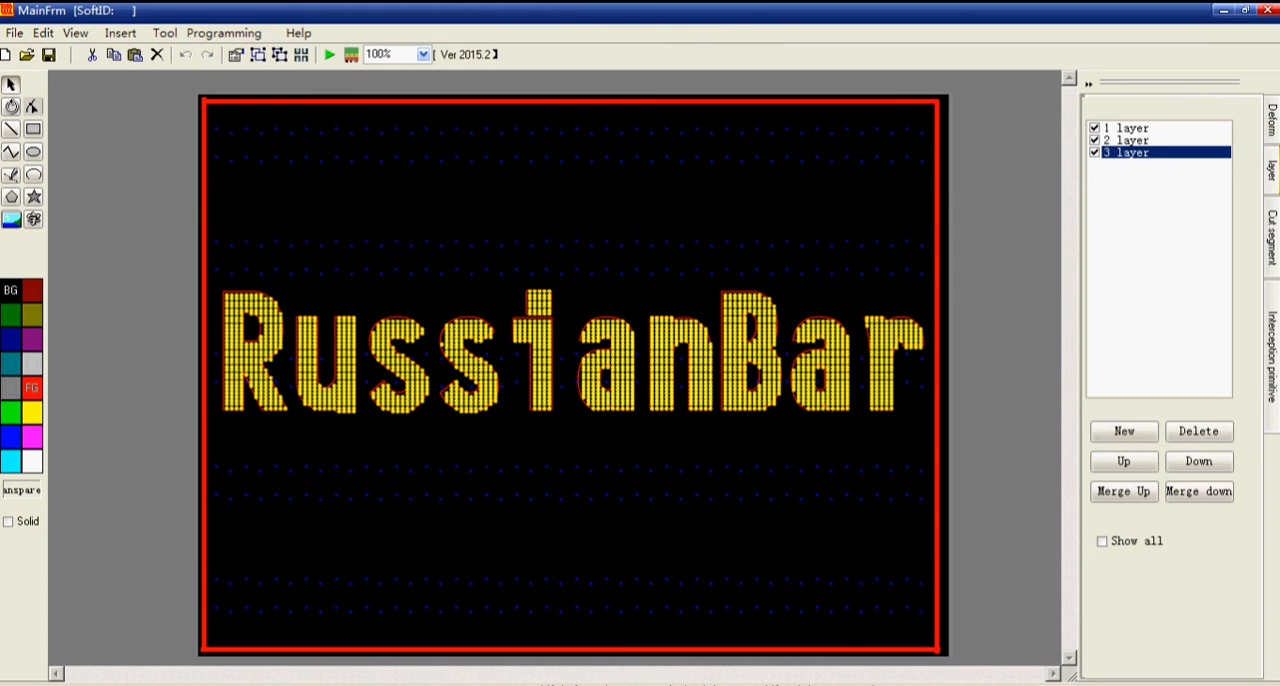 MainFrm [SoftID: ]
File Edit View Insert Tool Programming Help
100% [ Ver 2015.2 ]
Deform
layer
Cut segment
Interception primitive
1 layer
2 layer
3 layer
RussianBar
BG
FG
anspare
Solid
New Delete
Up Down
Merge Up Merge down
Show all